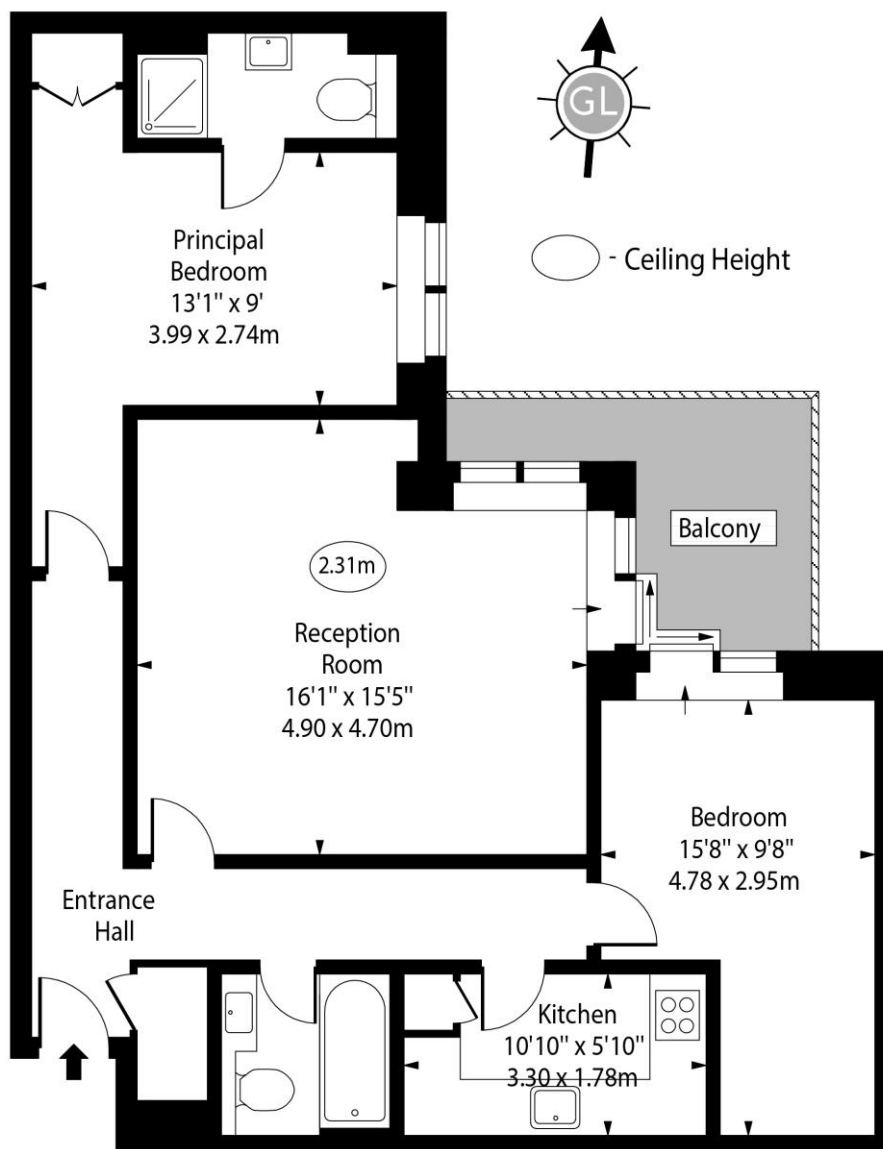 GL
- Ceiling Height
Principal
Bedroom
13'1" x 9'
3.99 x 2.74m
Balcony
2.31m
Reception
Room
16'1" x 15'5"
4.90 x 4.70m
Bedroom
15'8" x 9'8"
4.78 x 2.95m
Entrance
Hall
Kitchen
10'10" x 5'10"
3.30 x 1.78m